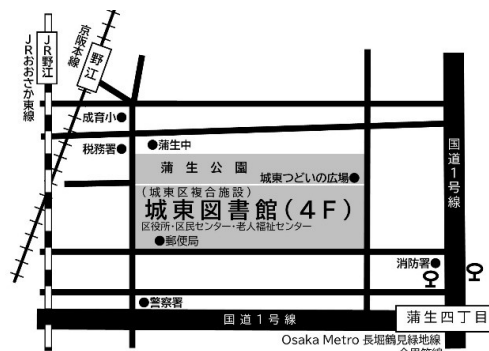 JRおおさか東線
JR野江
京阪本線
野江
成育小
税務署
蒲生中
蒲生公園
城東つどいの広場
(城東区複合施設)
城東図書館(4F)
区役所・区民センター・老人福祉センター
郵便局
国道1号線
消防署
警察署
国道1号線
蒲生四丁目
Osaka Metro 長堀鶴見緑地線